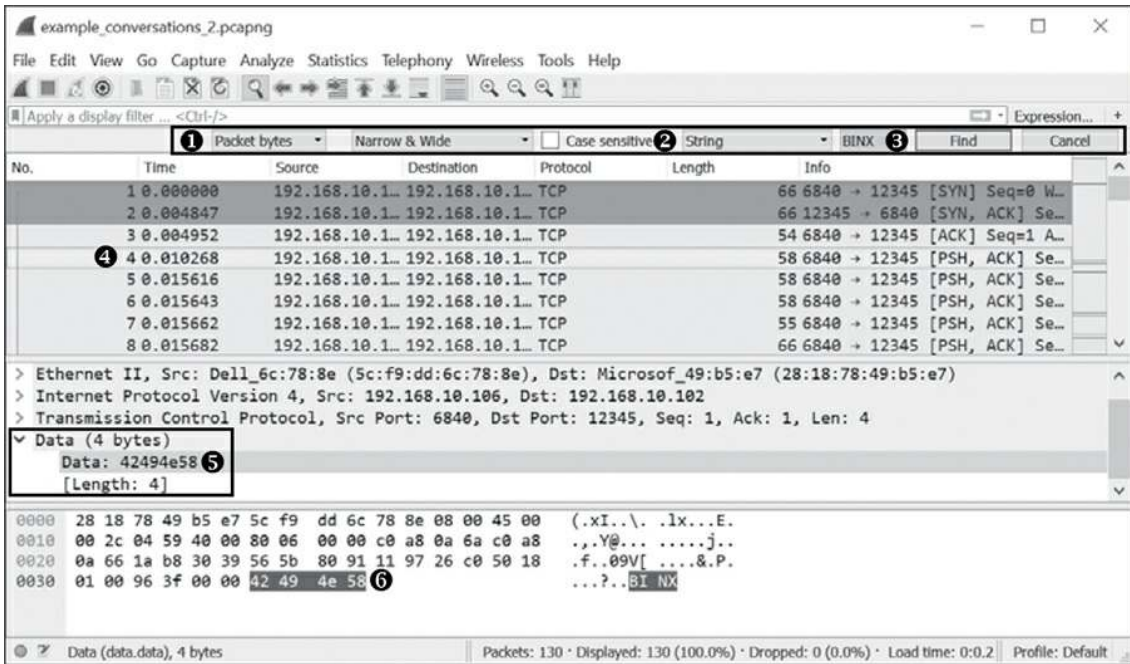 example_conversations_2.pcapng
File Edit View Go Capture Analyze Statistics Telephony Wireless Tools Help
Apply a display filter ... <Ctrl-/> Expression... +
❶ Packet bytes Narrow & Wide Case sensitive ❷ String BINX ❸ Find Cancel
No. Time Source Destination Protocol Length Info
1 0.000000 192.168.10.1… 192.168.10.1… TCP 66 6840 → 12345 [SYN] Seq=0 W…
2 0.004847 192.168.10.1… 192.168.10.1… TCP 66 12345 → 6840 [SYN, ACK] Se…
3 0.004952 192.168.10.1… 192.168.10.1… TCP 54 6840 → 12345 [ACK] Seq=1 A…
❹ 4 0.010268 192.168.10.1… 192.168.10.1… TCP 58 6840 → 12345 [PSH, ACK] Se…
5 0.015616 192.168.10.1… 192.168.10.1… TCP 58 6840 → 12345 [PSH, ACK] Se…
6 0.015643 192.168.10.1… 192.168.10.1… TCP 58 6840 → 12345 [PSH, ACK] Se…
7 0.015662 192.168.10.1… 192.168.10.1… TCP 55 6840 → 12345 [PSH, ACK] Se…
8 0.015682 192.168.10.1… 192.168.10.1… TCP 66 6840 → 12345 [PSH, ACK] Se…
> Ethernet II, Src: Dell_6c:78:8e (5c:f9:dd:6c:78:8e), Dst: Microsof_49:b5:e7 (28:18:78:49:b5:e7)
> Internet Protocol Version 4, Src: 192.168.10.106, Dst: 192.168.10.102
> Transmission Control Protocol, Src Port: 6840, Dst Port: 12345, Seq: 1, Ack: 1, Len: 4
Data (4 bytes)
Data: 42494e58 ❺
[Length: 4]
0000 28 18 78 49 b5 e7 5c f9 dd 6c 78 8e 08 00 45 00 (.xI..\. .lx...E.
0010 00 2c 04 59 40 00 80 06 00 00 c0 a8 0a 6a c0 a8 .,.Y@... .....j..
0020 0a 66 1a b8 30 39 56 5b 80 91 11 97 26 c0 50 18 .f..09V[ ....&.P.
0030 01 00 96 3f 00 00 42 49 4e 58 ❻ ...?..BI NX
Data (data.data), 4 bytes Packets: 130 · Displayed: 130 (100.0%) · Dropped: 0 (0.0%) · Load time: 0:0.2 Profile: Default